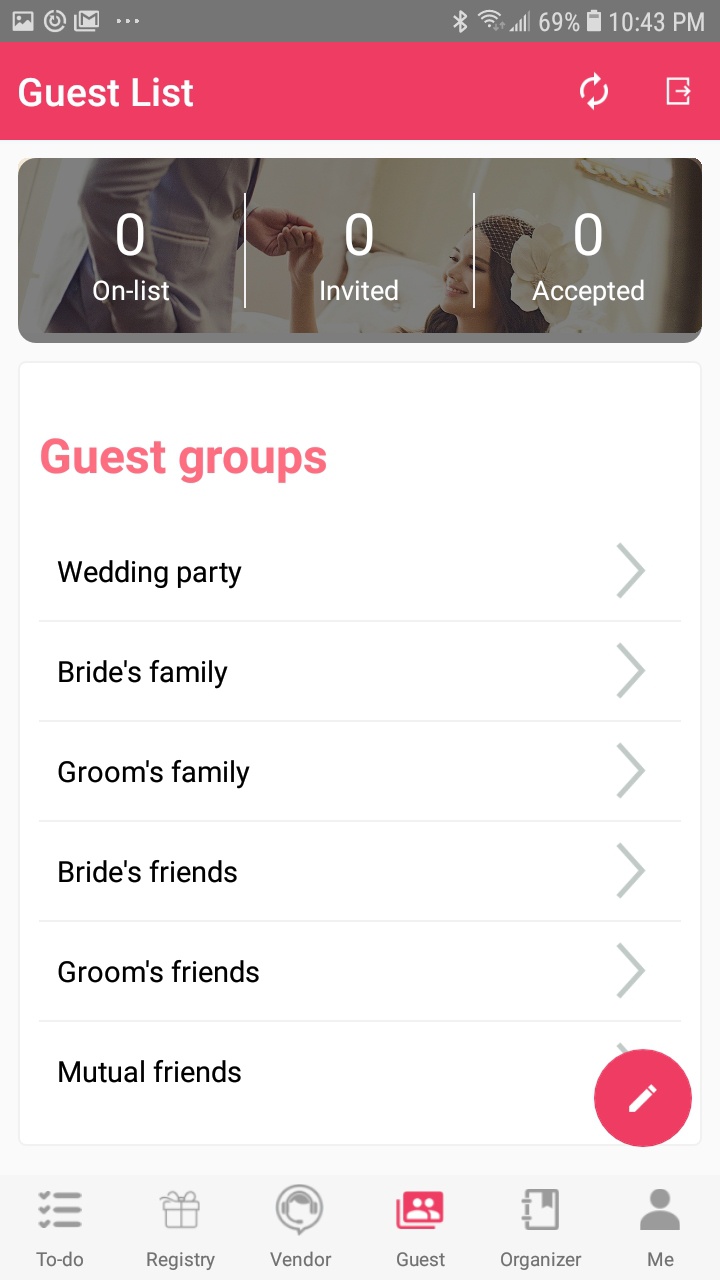 69% 10:43 PM
Guest List
0 0 0
On-list Invited Accepted
Guest groups
Wedding party
Bride's family
Groom's family
Bride's friends
Groom's friends
Mutual friends
To-do Registry Vendor Guest Organizer Me